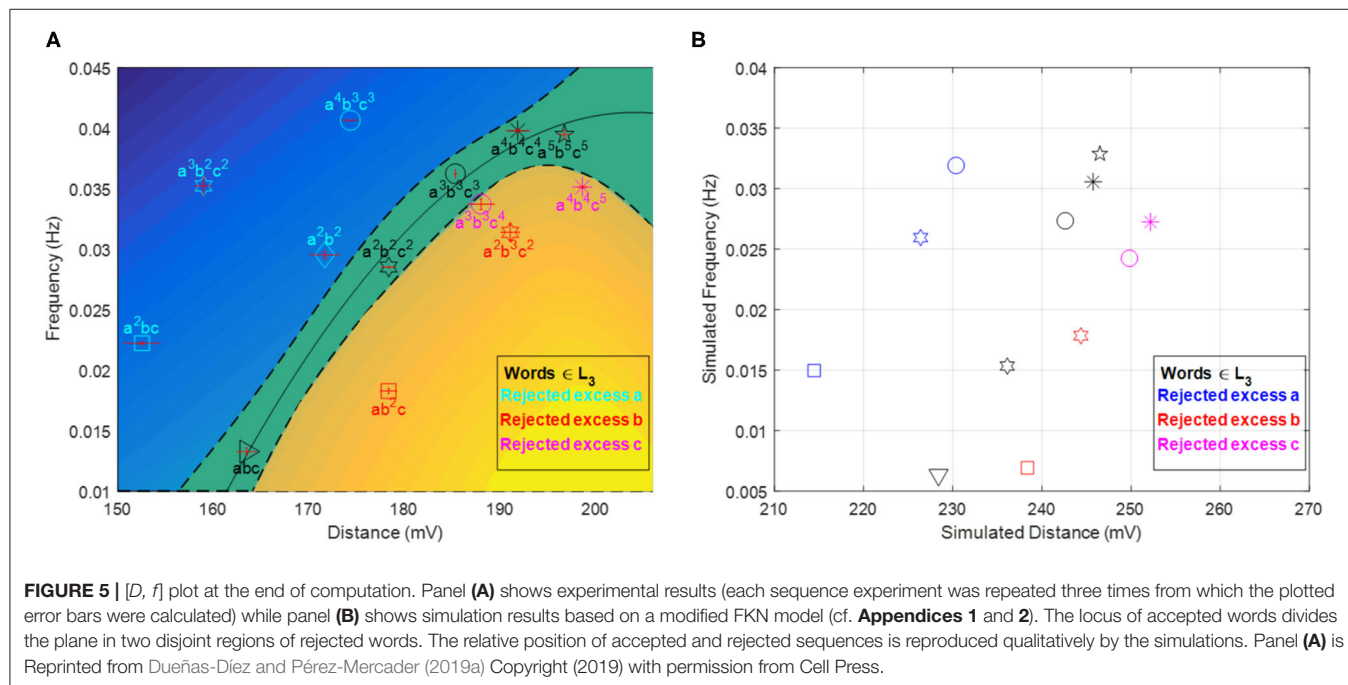 A
B
0.045
0.04
0.035
0.03
0.025
0.02
0.015
0.01
Frequency (Hz)
150 160 170 180 190 200
Distance (mV)
a⁴b³c³
a³b²c²
a²b²
a²bc
a⁴b⁴c⁴
a⁵b⁵c⁵
a³b³c³
a⁴b⁴c⁵
a³b³c⁴
a²b³c²
a²b²c²
ab²c
abc
Words ∈ L₃
Rejected excess a
Rejected excess b
Rejected excess c
0.04
0.035
0.03
0.025
0.02
0.015
0.01
0.005
Simulated Frequency (Hz)
210 220 230 240 250 260 270
Simulated Distance (mV)
Words ∈ L₃
Rejected excess a
Rejected excess b
Rejected excess c
FIGURE 5 | [D, f] plot at the end of computation. Panel (A) shows experimental results (each sequence experiment was repeated three times from which the plotted
error bars were calculated) while panel (B) shows simulation results based on a modified FKN model (cf. Appendices 1 and 2). The locus of accepted words divides
the plane in two disjoint regions of rejected words. The relative position of accepted and rejected sequences is reproduced qualitatively by the simulations. Panel (A) is
Reprinted from Dueñas-Díez and Pérez-Mercader (2019a) Copyright (2019) with permission from Cell Press.